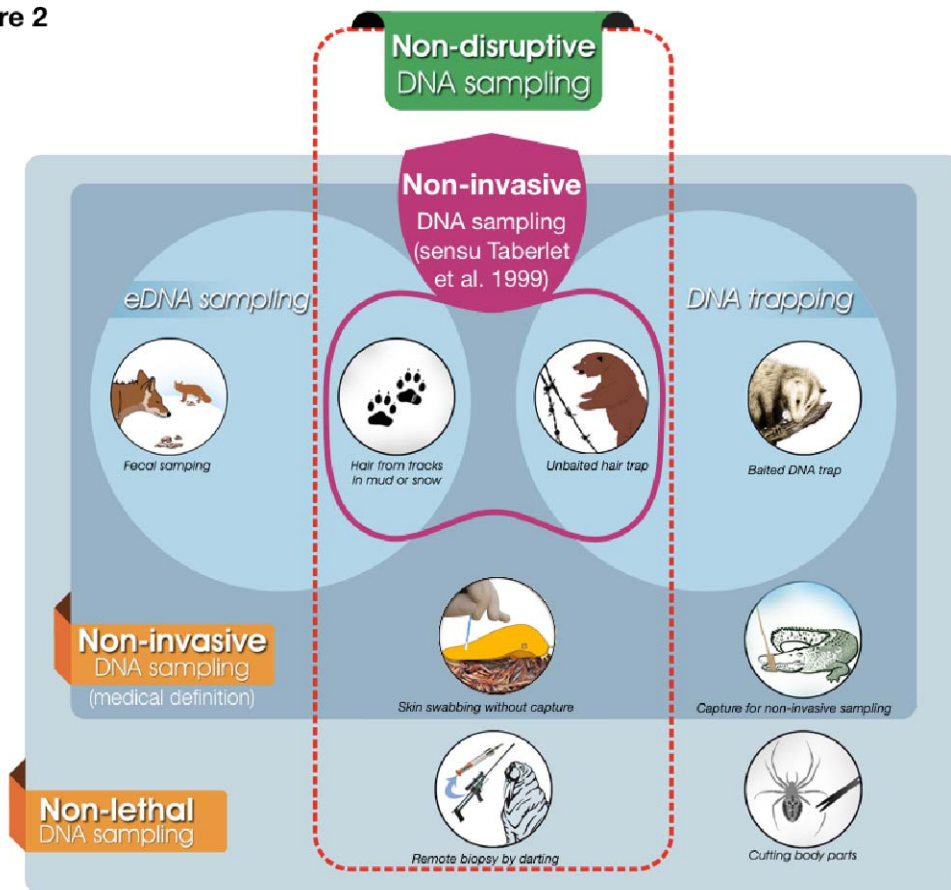 re 2
Non-disruptive
DNA sampling
Non-invasive
DNA sampling
(sensu Taberlet
et al. 1999)
eDNA sampling
DNA trapping
Fecal samping
Hair from tracks
in mud or snow
Unbaited hair trap
Baited DNA trap
Non-invasive
DNA sampling
(medical definition)
Skin swabbing without capture
Capture for non-invasive sampling
Non-lethal
DNA sampling
Remote biopsy by darting
Cutting body parts